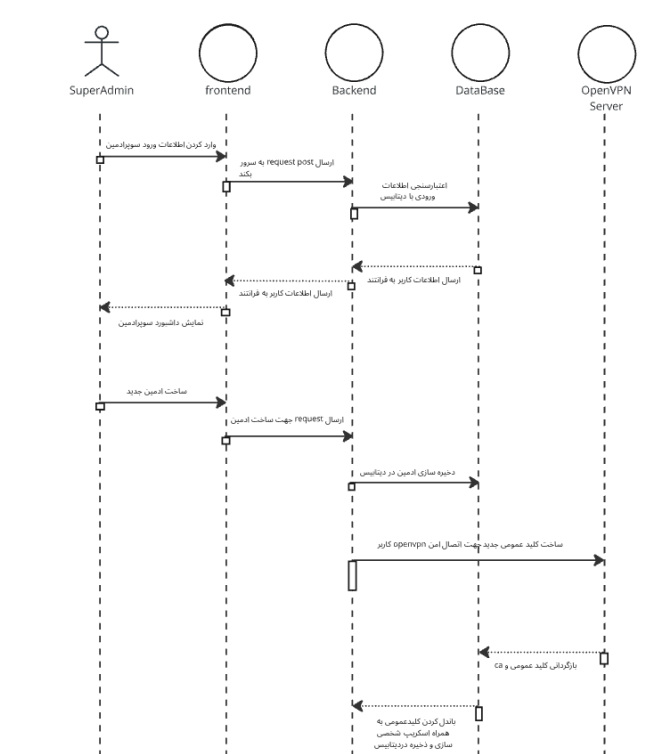 SuperAdmin
frontend
Backend
DataBase
OpenVPN
Server
وارد کردن اطلاعات ورود سوپرادمین
ارسال request post به سرور
بکند
اعتبارسنجی اطلاعات
ورودی با دیتابیس
ارسال اطلاعات کاربر به فرانتند
ارسال اطلاعات کاربر به فرانتند
نمایش داشبورد سوپرادمین
ساخت ادمین جدید
ارسال request جهت ساخت ادمین
ذخیره سازی ادمین در دیتابیس
ساخت کلید عمومی جدید جهت اتصال امن openvpn کاربر
بازگردانی کلید عمومی و ca
باندل کردن کلیدعمومی به
همراه اسکریپ شخصی
سازی و ذخیره دردیتابیس